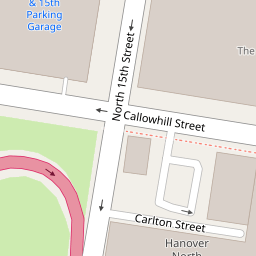 & 15th
Parking
Garage
North 15th Street
The
Callowhill Street
Carlton Street
Hanover
North